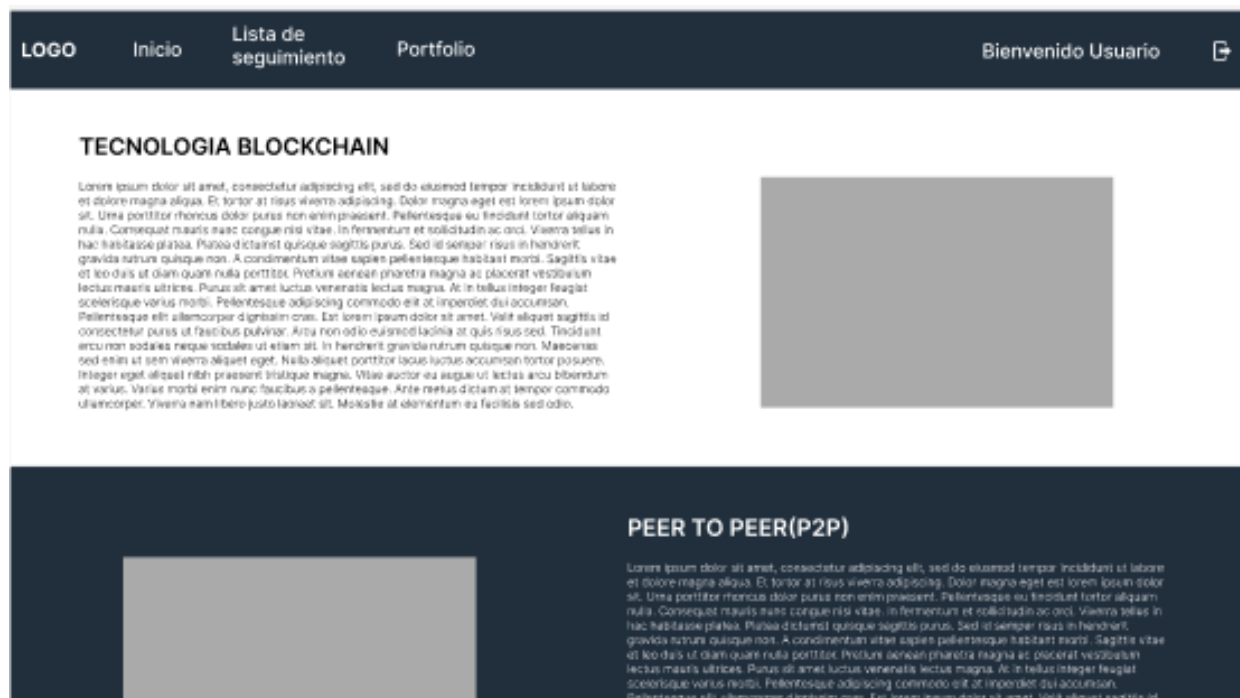 LOGO
Inicio
Lista de
seguimiento
Portfolio
Bienvenido Usuario
TECNOLOGIA BLOCKCHAIN
Lorem ipsum dolor sit amet, consectetur adipiscing elit, sed do eiusmod tempor incididunt ut labore
et dolore magna aliqua. Et tortor at risus viverra adipiscing. Dolor magna eget est lorem ipsum dolor
sit. Urna porttitor rhoncus dolor purus non enim praesent. Pellentesque eu tincidunt tortor aliquam
nulla. Consequat mauris nunc congue nisi vitae. In fermentum et sollicitudin ac orci. Viverra tellus in
hac habitasse platea. Platea dictumst quisque sagittis purus. Sed id semper risus in hendrerit
gravida rutrum quisque non. A condimentum vitae sapien pellentesque habitant morbi. Sagittis vitae
et leo duis ut diam quam nulla porttitor. Pretium aenean pharetra magna ac placerat vestibulum
lectus mauris ultrices. Purus sit amet luctus venenatis lectus magna. At in tellus integer feugiat
scelerisque varius morbi. Pellentesque adipiscing commodo elit at imperdiet dui accumsan.
Pellentesque elit ullamcorper dignissim cras. Est lorem ipsum dolor sit amet. Velit aliquet sagittis id
consectetur purus ut faucibus pulvinar. Arcu non odio euismod lacinia at quis risus sed. Tincidunt
arcu non sodales neque sodales ut etiam sit. In hendrerit gravida rutrum quisque non. Maecenas
sed enim ut sem viverra aliquet eget. Nulla aliquet porttitor lacus luctus accumsan tortor posuere.
Integer eget aliquet nibh praesent tristique magna. Vitae auctor eu augue ut lectus arcu bibendum
at varius. Varius morbi enim nunc faucibus a pellentesque. Ante metus dictum at tempor commodo
ullamcorper. Viverra nam libero justo laoreet sit. Molestie at elementum eu facilisis sed odio.
PEER TO PEER(P2P)
Lorem ipsum dolor sit amet, consectetur adipiscing elit, sed do eiusmod tempor incididunt ut labore
et dolore magna aliqua. Et tortor at risus viverra adipiscing. Dolor magna eget est lorem ipsum dolor
sit. Urna porttitor rhoncus dolor purus non enim praesent. Pellentesque eu tincidunt tortor aliquam
nulla. Consequat mauris nunc congue nisi vitae. In fermentum et sollicitudin ac orci. Viverra tellus in
hac habitasse platea. Platea dictumst quisque sagittis purus. Sed id semper risus in hendrerit
gravida rutrum quisque non. A condimentum vitae sapien pellentesque habitant morbi. Sagittis vitae
et leo duis ut diam quam nulla porttitor. Pretium aenean pharetra magna ac placerat vestibulum
lectus mauris ultrices. Purus sit amet luctus venenatis lectus magna. At in tellus integer feugiat
scelerisque varius morbi. Pellentesque adipiscing commodo elit at imperdiet dui accumsan.